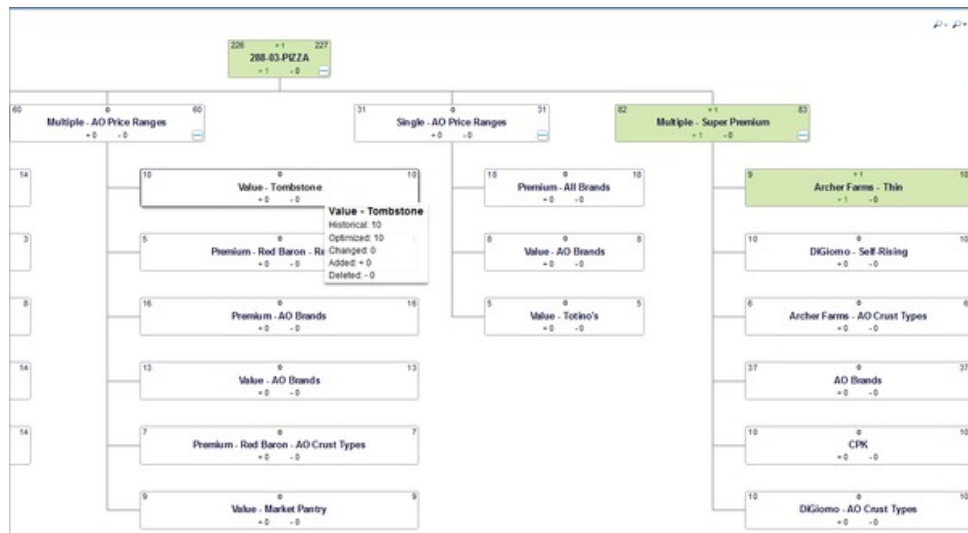 226 +1 227
288-03-PIZZA
+ 1 - 0
60 0 60
Multiple - AO Price Ranges
+ 0 - 0
31 0 31
Single - AO Price Ranges
+ 0 - 0
82 +1 83
Multiple - Super Premium
+ 1 - 0
14
10 0 10
Value - Tombstone
+ 0 - 0
18 0 18
Premium - All Brands
+ 0 - 0
9 +1 10
Archer Farms - Thin
+ 1 - 0
Value - Tombstone
Historical: 10
Optimized: 10
Changed: 0
Added: + 0
Deleted: - 0
3
5 0
Premium - Red Baron - Re
+ 0 - 0
8 0 8
Value - AO Brands
+ 0 - 0
10 0 10
DiGiorno - Self-Rising
+ 0 - 0
8
16 0 16
Premium - AO Brands
+ 0 - 0
5 0 5
Value - Totino's
+ 0 - 0
6 0 6
Archer Farms - AO Crust Types
+ 0 - 0
14
13 0 13
Value - AO Brands
+ 0 - 0
37 0 37
AO Brands
+ 0 - 0
14
7 0 7
Premium - Red Baron - AO Crust Types
+ 0 - 0
10 0 10
CPK
+ 0 - 0
9 0 9
Value - Market Pantry
+ 0 - 0
10 0 10
DiGiorno - AO Crust Types
+ 0 - 0